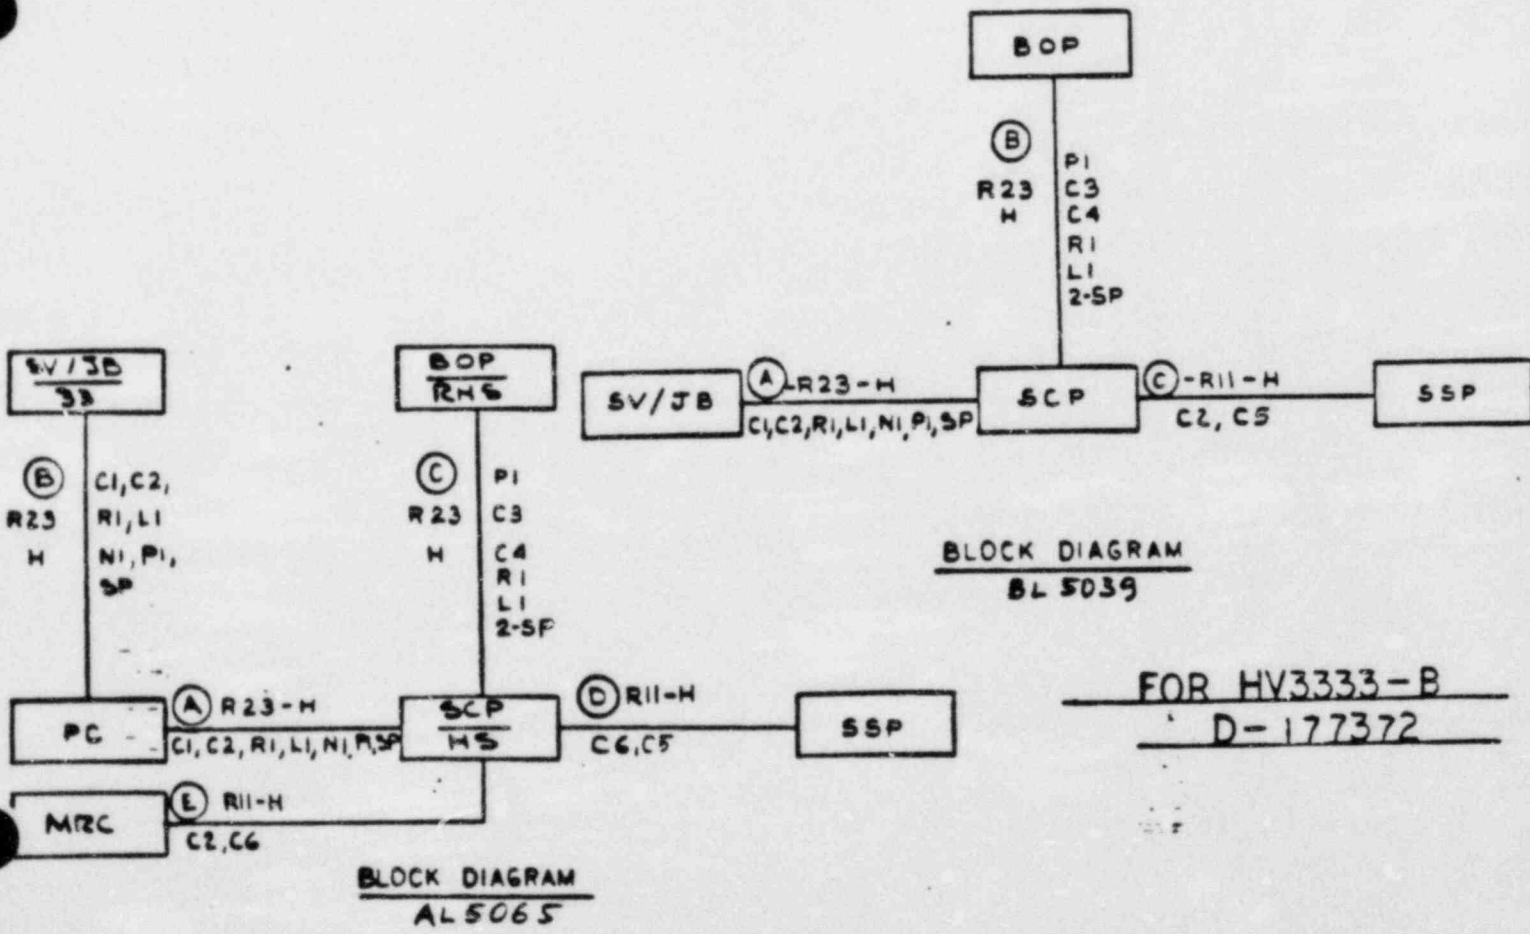 BOP
B
R23
H
P1
C3
C4
R1
L1
2-SP
SV/JB
A-R23-H
C1,C2,R1,L1,N1,P1,SP
SCP
C-R11-H
C2, C5
SSP
BLOCK DIAGRAM
BL 5039
SV/JB
B
R23
H
C1,C2,
R1,L1
N1,P1,
SP
BOP
RHS
C
R23
H
P1
C3
C4
R1
L1
2-SP
PC
A R23-H
C1,C2,R1,L1,N1,P1,SP
SCP
HS
D R11-H
C6,C5
SSP
MRC
E R11-H
C2,C6
BLOCK DIAGRAM
AL5065
FOR HV3333-B
D-177372